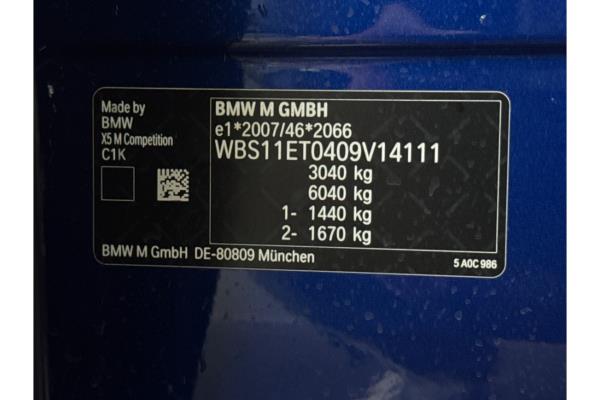 Made by
BMW
X5 M Competition
C1K
BMW M GMBH
e1*2007/46*2066
WBS11ET0409V14111
3040 kg
6040 kg
1- 1440 kg
2- 1670 kg
BMW M GmbH DE-80809 München
5 A0C 986